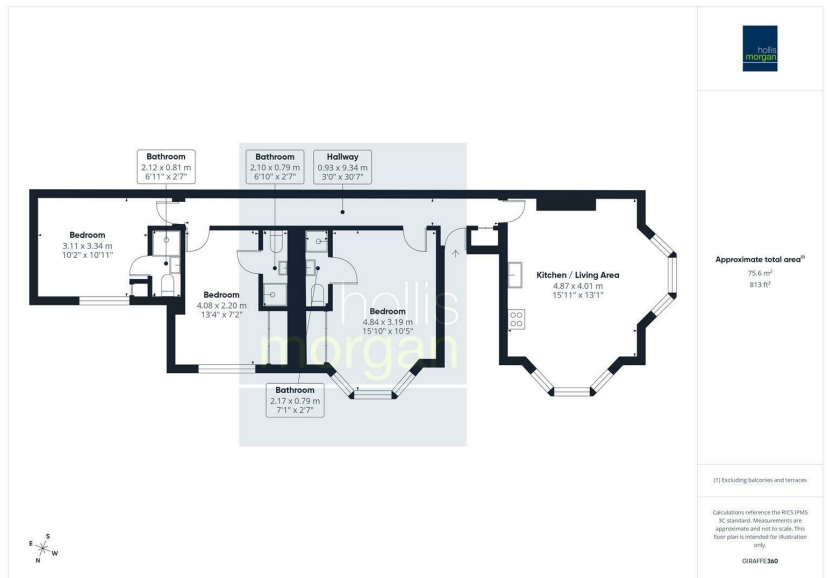 hollis
morgan
Bathroom
2.12 x 0.81 m
6'11" x 2'7"
Bathroom
2.10 x 0.79 m
6'10" x 2'7"
Hallway
0.93 x 9.34 m
3'0" x 30'7"
Bedroom
3.11 x 3.34 m
10'2" x 10'11"
Bedroom
4.08 x 2.20 m
13'4" x 7'2"
Bedroom
4.84 x 3.19 m
15'10" x 10'5"
Kitchen / Living Area
4.87 x 4.01 m
15'11" x 13'1"
Bathroom
2.17 x 0.79 m
7'1" x 2'7"
hollis
morgan
Approximate total area(1)
75.6 m²
813 ft²
(1) Excluding balconies and terraces
Calculations reference the RICS IPMS
3C standard. Measurements are
approximate and not to scale. This
floor plan is intended for illustration
only.
GIRAFFE360
S
E
W
N